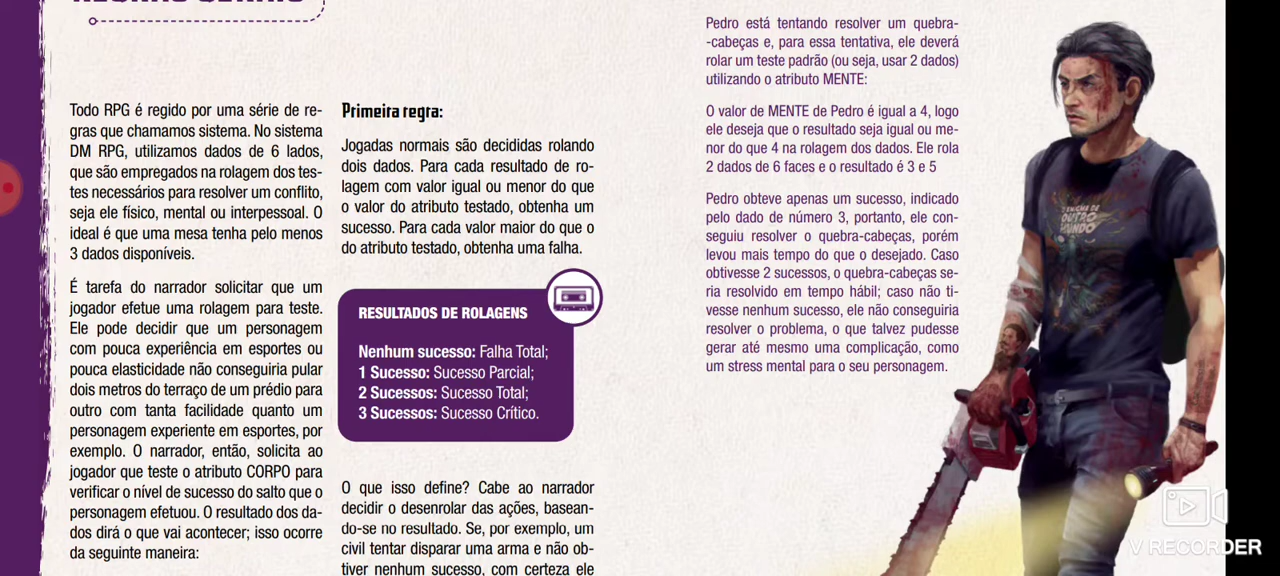 Todo RPG é regido por uma série de re-
gras que chamamos sistema. No sistema
DM RPG, utilizamos dados de 6 lados,
que são empregados na rolagem dos tes-
tes necessários para resolver um conflito,
seja ele físico, mental ou interpessoal. O
ideal é que uma mesa tenha pelo menos
3 dados disponíveis.
É tarefa do narrador solicitar que um
jogador efetue uma rolagem para teste.
Ele pode decidir que um personagem
com pouca experiência em esportes ou
pouca elasticidade não conseguiria pular
dois metros do terraço de um prédio para
outro com tanta facilidade quanto um
personagem experiente em esportes, por
exemplo. O narrador, então, solicita ao
jogador que teste o atributo CORPO para
verificar o nível de sucesso do salto que o
personagem efetuou. O resultado dos da-
dos dirá o que vai acontecer; isso ocorre
da seguinte maneira:
Primeira regra:
Jogadas normais são decididas rolando
dois dados. Para cada resultado de ro-
lagem com valor igual ou menor do que
o valor do atributo testado, obtenha um
sucesso. Para cada valor maior do que o
do atributo testado, obtenha uma falha.
RESULTADOS DE ROLAGENS
Nenhum sucesso: Falha Total;
1 Sucesso: Sucesso Parcial;
2 Sucessos: Sucesso Total;
3 Sucessos: Sucesso Crítico.
O que isso define? Cabe ao narrador
decidir o desenrolar das ações, basean-
do-se no resultado. Se, por exemplo, um
civil tentar disparar uma arma e não ob-
tiver nenhum sucesso, com certeza ele
Pedro está tentando resolver um quebra-
-cabeças e, para essa tentativa, ele deverá
rolar um teste padrão (ou seja, usar 2 dados)
utilizando o atributo MENTE:
O valor de MENTE de Pedro é igual a 4, logo
ele deseja que o resultado seja igual ou me-
nor do que 4 na rolagem dos dados. Ele rola
2 dados de 6 faces e o resultado é 3 e 5
Pedro obteve apenas um sucesso, indicado
pelo dado de número 3, portanto, ele con-
seguiu resolver o quebra-cabeças, porém
levou mais tempo do que o desejado. Caso
obtivesse 2 sucessos, o quebra-cabeças se-
ria resolvido em tempo hábil; caso não ti-
vesse nenhum sucesso, ele não conseguiria
resolver o problema, o que talvez pudesse
gerar até mesmo uma complicação, como
um stress mental para o seu personagem.
OUTRO
MUNDO
V RECORDER